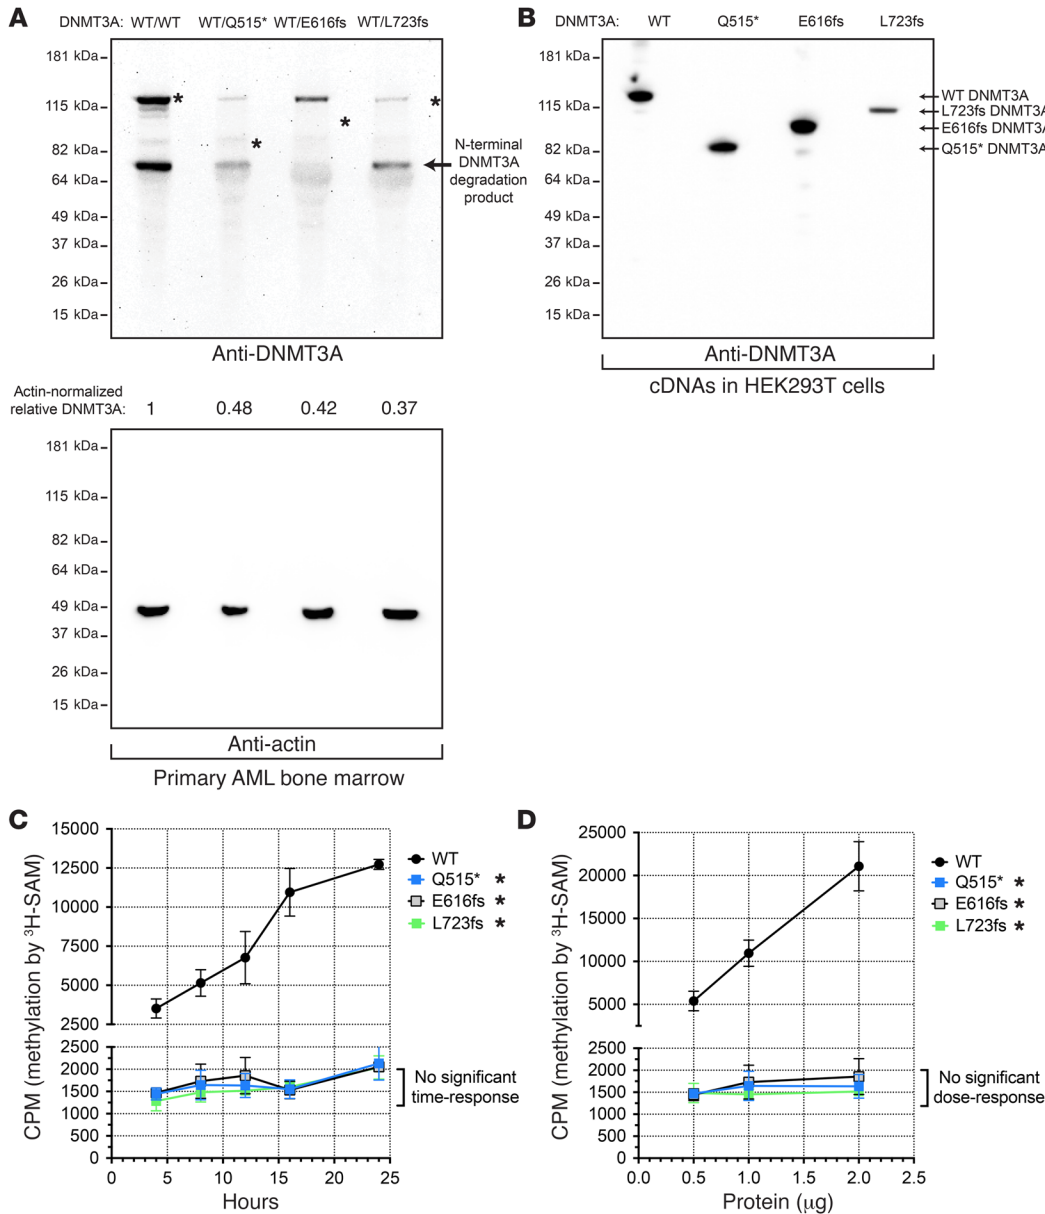 A
DNMT3A: WT/WT WT/Q515* WT/E616fs WT/L723fs
181 kDa
115 kDa
82 kDa
64 kDa
49 kDa
37 kDa
26 kDa
15 kDa
*
*
*
*
N-terminal
DNMT3A
degradation
product
Anti-DNMT3A
Actin-normalized
relative DNMT3A: 1 0.48 0.42 0.37
181 kDa
115 kDa
82 kDa
64 kDa
49 kDa
37 kDa
26 kDa
15 kDa
Anti-actin
Primary AML bone marrow
B
DNMT3A: WT Q515* E616fs L723fs
181 kDa
115 kDa
82 kDa
64 kDa
49 kDa
37 kDa
26 kDa
15 kDa
WT DNMT3A
L723fs DNMT3A
E616fs DNMT3A
Q515* DNMT3A
Anti-DNMT3A
cDNAs in HEK293T cells
C
CPM (methylation by ³H-SAM)
15000
12500
10000
7500
5000
2500
2500
2000
1500
1000
500
0
0 5 10 15 20 25
Hours
WT
Q515* *
E616fs *
L723fs *
No significant
time-response
D
CPM (methylation by ³H-SAM)
25000
20000
15000
10000
5000
2500
2000
1500
1000
500
0
0.0 0.5 1.0 1.5 2.0 2.5
Protein (µg)
WT
Q515* *
E616fs *
L723fs *
No significant
dose-response